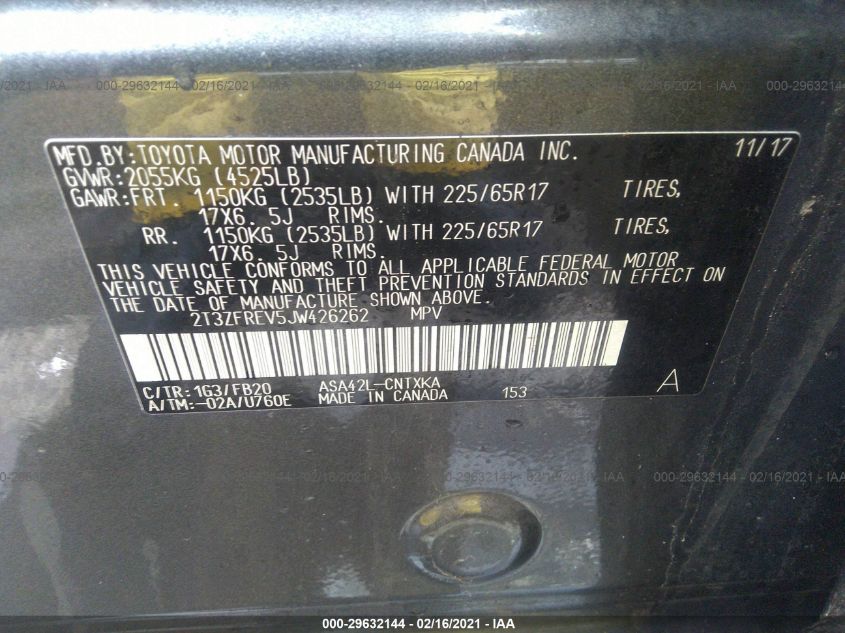 000-29632144 - 02/16/2021 - IAA
MFD.BY:TOYOTA MOTOR MANUFACTURING CANADA INC. 11/17
GVWR:2055KG (4525LB)
GAWR:FRT. 1150KG (2535LB) WITH 225/65R17 TIRES,
17X6. 5J RIMS.
RR. 1150KG (2535LB) WITH 225/65R17 TIRES,
17X6. 5J RIMS.
THIS VEHICLE CONFORMS TO ALL APPLICABLE FEDERAL MOTOR
VEHICLE SAFETY AND THEFT PREVENTION STANDARDS IN EFFECT ON
THE DATE OF MANUFACTURE SHOWN ABOVE.
2T3ZFREV5JW426262 MPV
C/TR:1G3/FB20 ASA42L-CNTXKA A
A/TM:-02A/U760E MADE IN CANADA 153
000-29632144 - 02/16/2021 - IAA